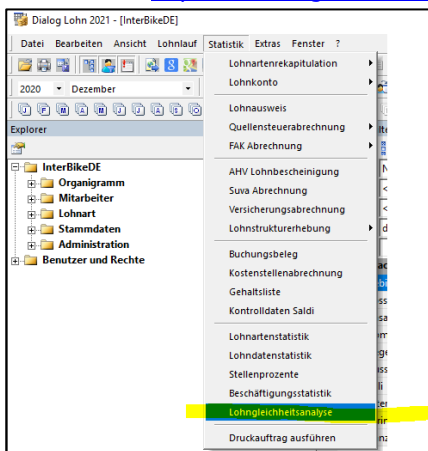 Dialog Lohn 2021 - [InterBikeDE]
Datei Bearbeiten Ansicht Lohnlauf Statistik Extras Fenster ?
2020 Dezember
Explorer
InterBikeDE
Organigramm
Mitarbeiter
Lohnart
Stammdaten
Administration
Benutzer und Rechte
Lohnartenrekapitulation
Lohnkonto
Lohnausweis
Quellensteuerabrechnung
FAK Abrechnung
AHV Lohnbescheinigung
Suva Abrechnung
Versicherungsabrechnung
Lohnstrukturerhebung
Buchungsbeleg
Kostenstellenabrechnung
Gehaltsliste
Kontrolldaten Saldi
Lohnartenstatistik
Lohndatenstatistik
Stellenprozente
Beschäftigungsstatistik
Lohngleichheitsanalyse
Druckauftrag ausführen